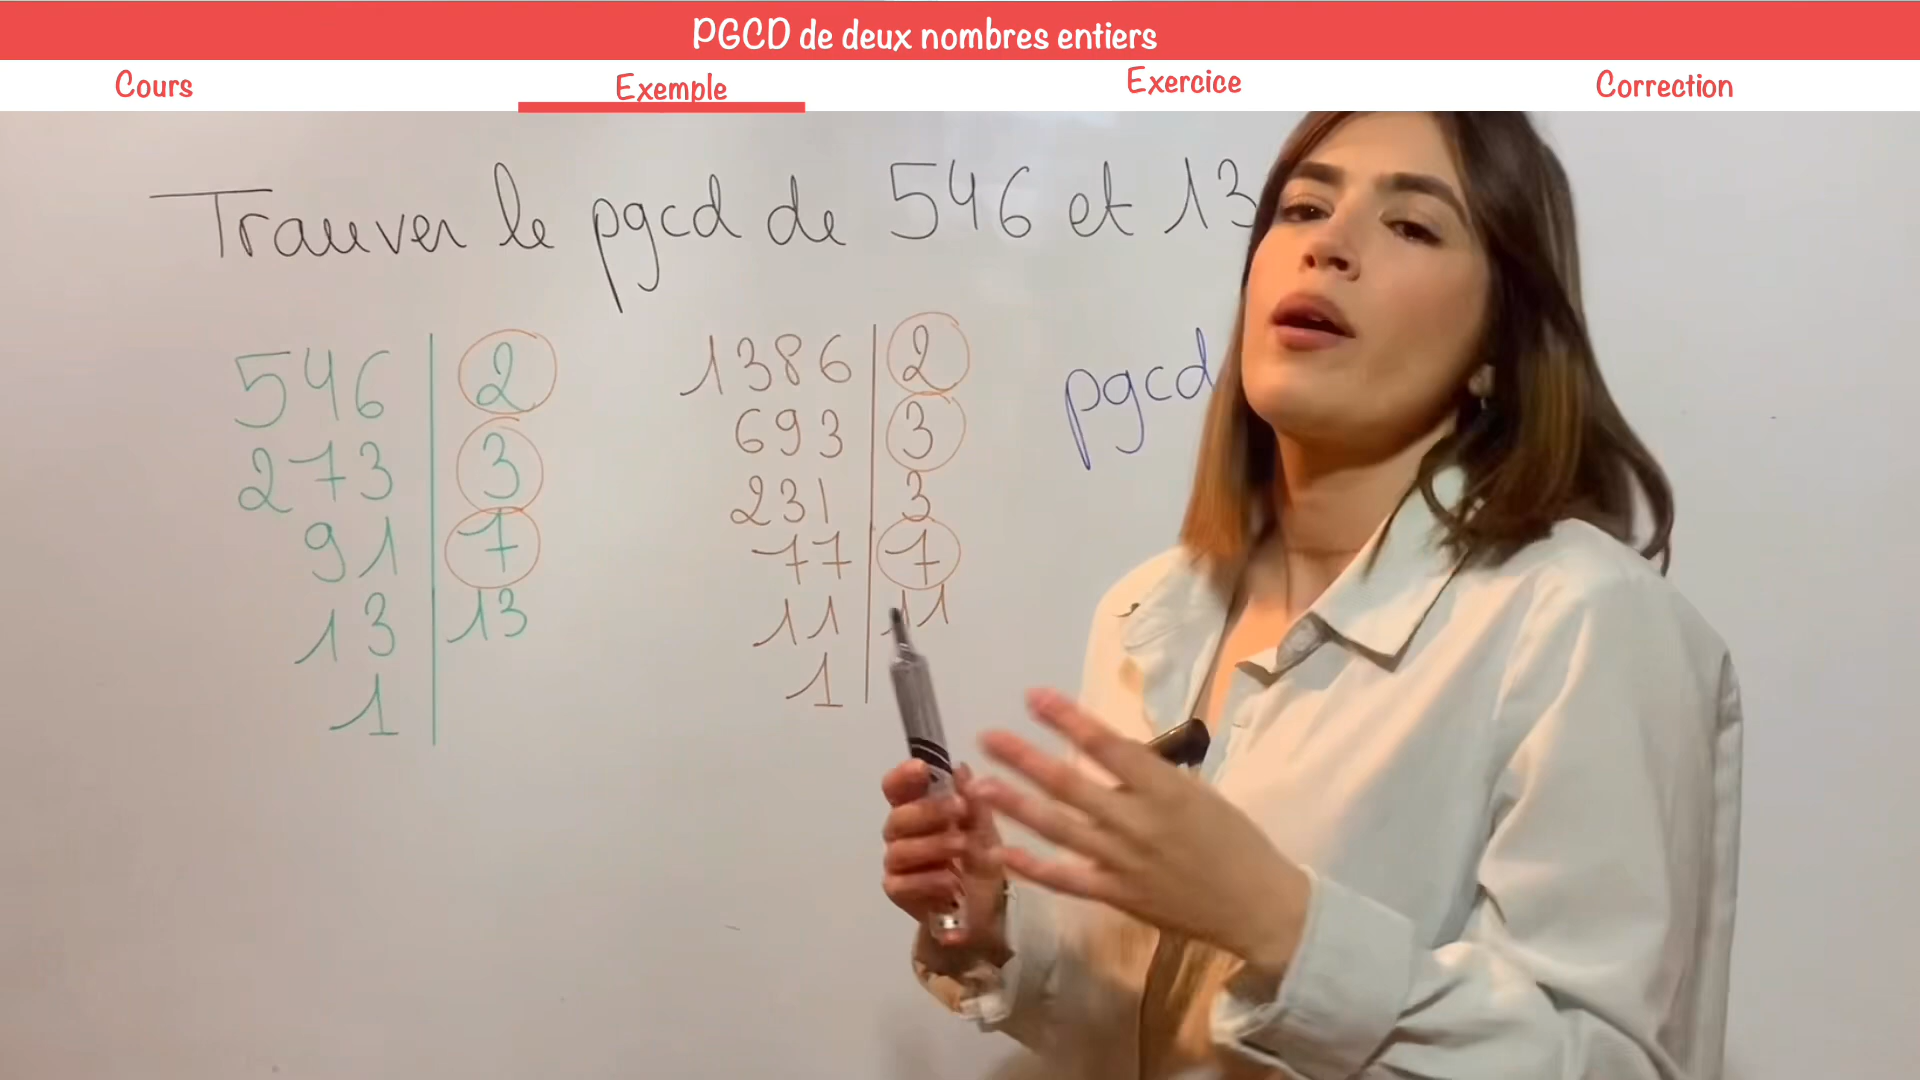 PGCD de deux nombres entiers
Cours
Exemple
Exercice
Correction
Trouver le pgcd de 546 et 13
546 2
273 3
91 7
13 13
1
1386 2
693 3
231 3
77 7
11 11
1
pgcd